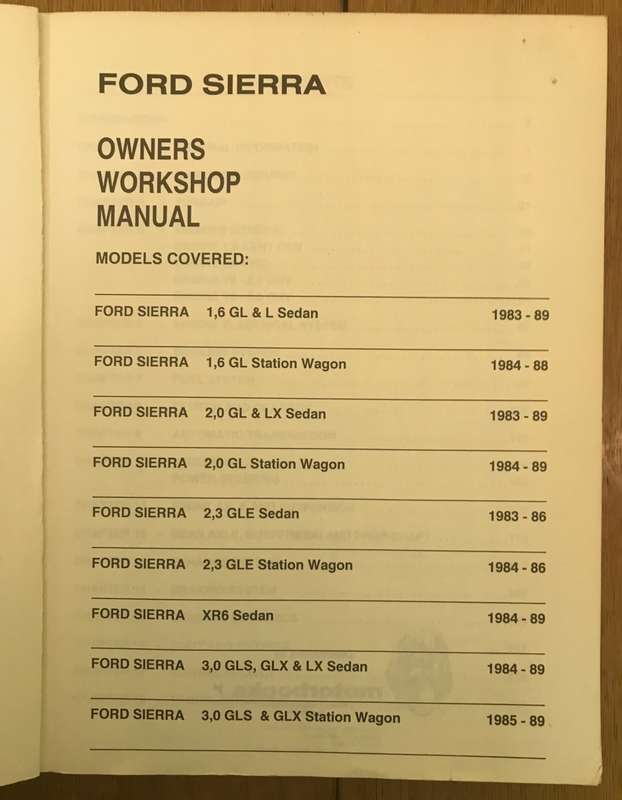 FORD SIERRA
OWNERS
WORKSHOP
MANUAL
MODELS COVERED:
FORD SIERRA 1,6 GL & L Sedan 1983 - 89
FORD SIERRA 1,6 GL Station Wagon 1984 - 88
FORD SIERRA 2,0 GL & LX Sedan 1983 - 89
FORD SIERRA 2,0 GL Station Wagon 1984 - 89
FORD SIERRA 2,3 GLE Sedan 1983 - 86
FORD SIERRA 2,3 GLE Station Wagon 1984 - 86
FORD SIERRA XR6 Sedan 1984 - 89
FORD SIERRA 3,0 GLS, GLX & LX Sedan 1984 - 89
FORD SIERRA 3,0 GLS & GLX Station Wagon 1985 - 89